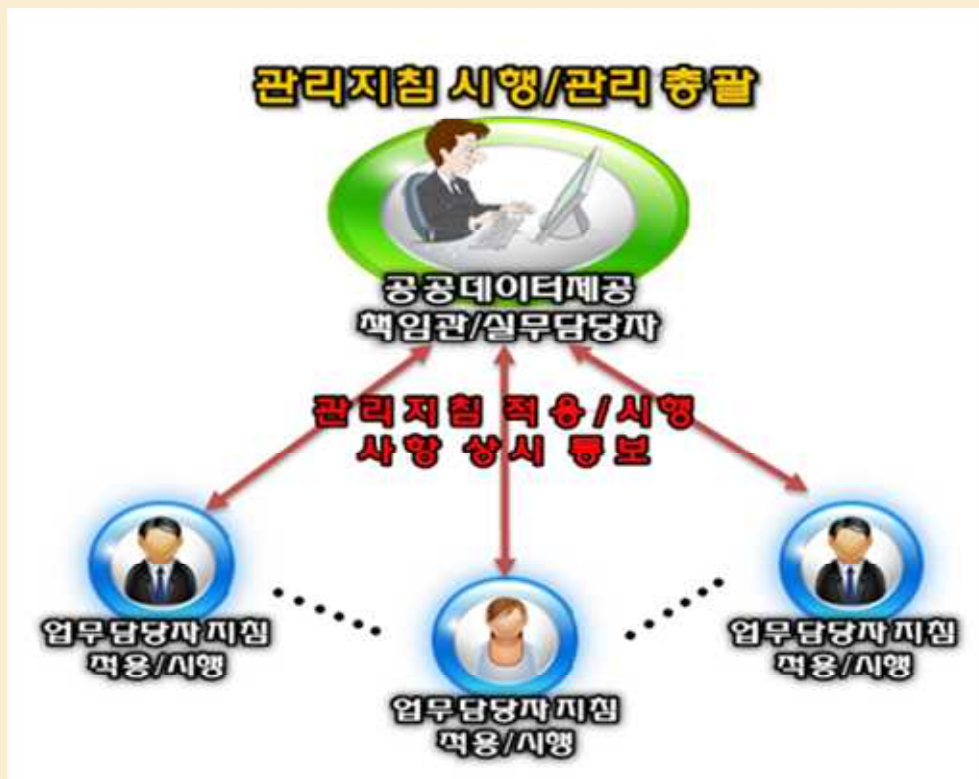 관리지침 시행/관리 총괄
공공데이터제공
책임관/실무담당자
관리지침 적용/시행
사항 상시 통보
업무담당자 지침
적용/시행
업무담당자 지침
적용/시행
업무담당자 지침
적용/시행